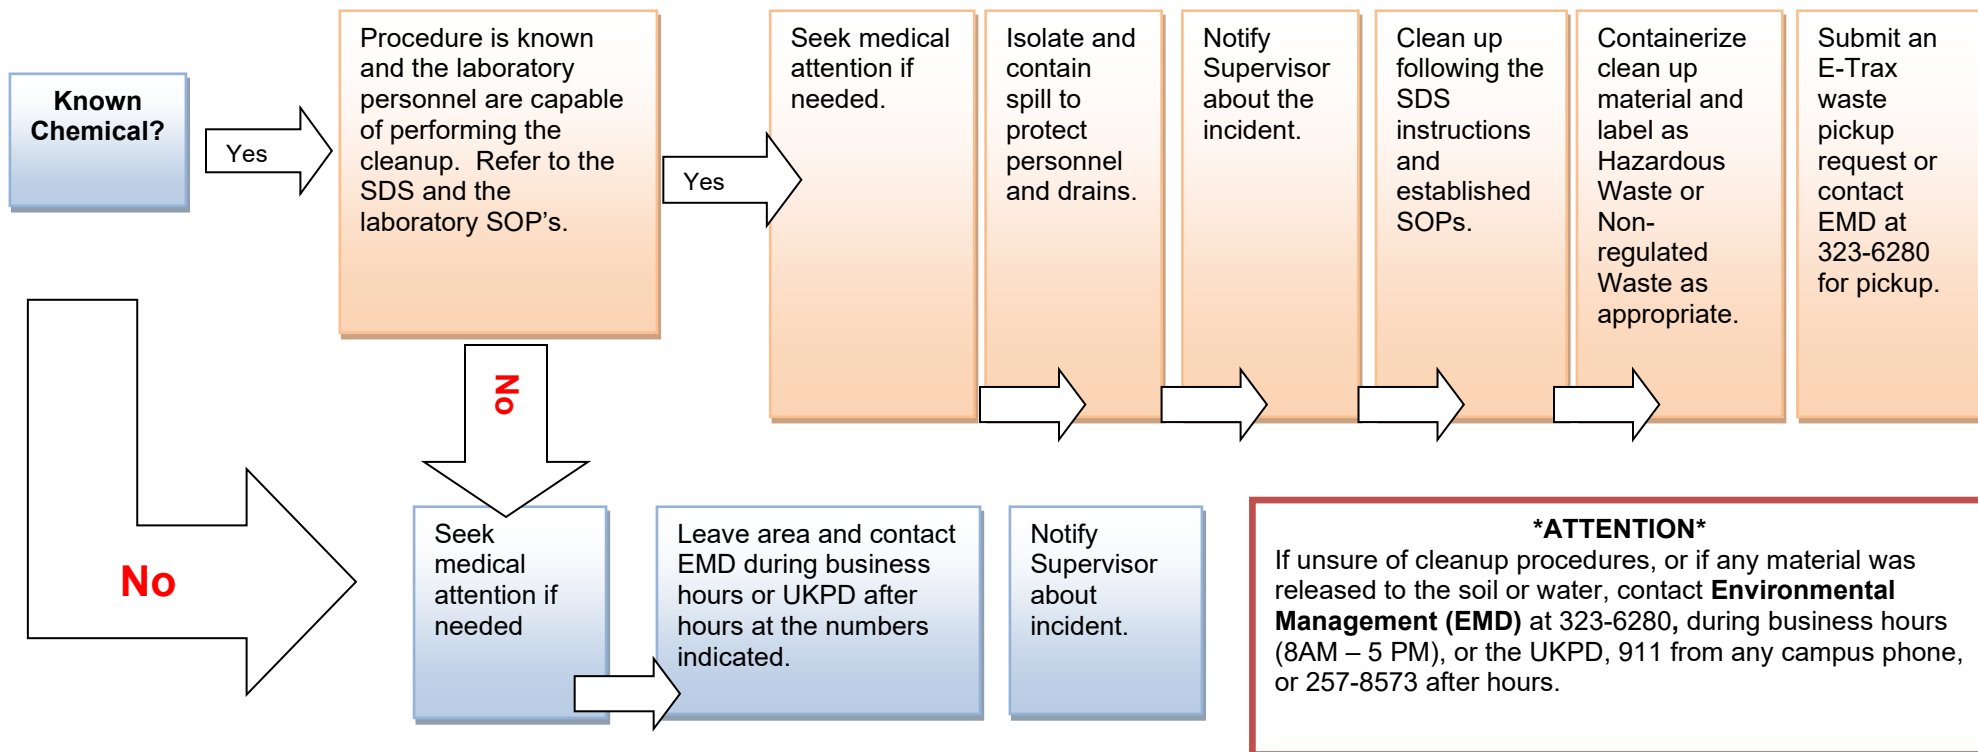 Known
Chemical?
Yes
Procedure is known
and the laboratory
personnel are capable
of performing the
cleanup.  Refer to the
SDS and the
laboratory SOP’s.
Yes
Seek medical
attention if
needed.
Isolate and
contain
spill to
protect
personnel
and drains.
Notify
Supervisor
about the
incident.
Clean up
following the
SDS
instructions
and
established
SOPs.
Containerize
clean up
material and
label as
Hazardous
Waste or
Non-
regulated
Waste as
appropriate.
Submit an
E-Trax
waste
pickup
request or
contact
EMD at
323-6280
for pickup.
No
No
Seek
medical
attention if
needed
Leave area and contact
EMD during business
hours or UKPD after
hours at the numbers
indicated.
Notify
Supervisor
about
incident.
*ATTENTION*
If unsure of cleanup procedures, or if any material was
released to the soil or water, contact Environmental
Management (EMD) at 323-6280, during business hours
(8AM – 5 PM), or the UKPD, 911 from any campus phone,
or 257-8573 after hours.